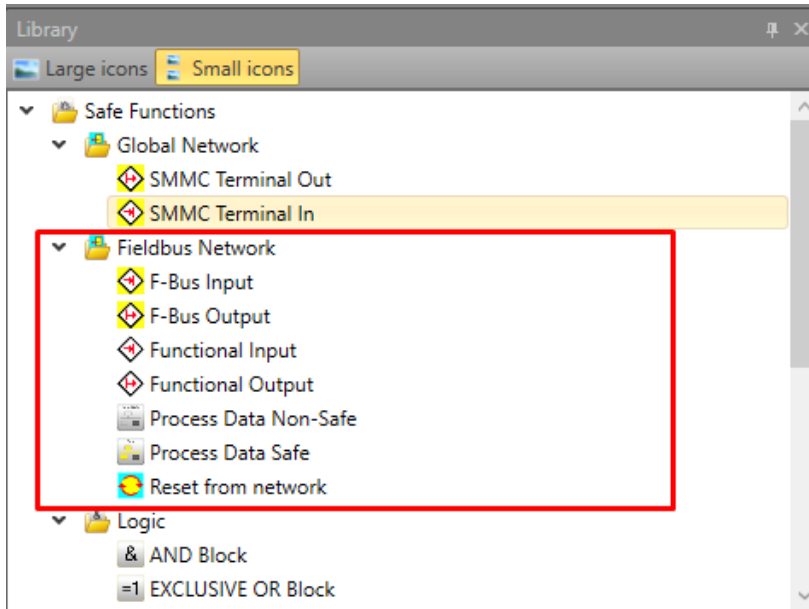 Library
Large icons Small icons
Safe Functions
Global Network
SMMC Terminal Out
SMMC Terminal In
Fieldbus Network
F-Bus Input
F-Bus Output
Functional Input
Functional Output
Process Data Non-Safe
Process Data Safe
Reset from network
Logic
& AND Block
=1 EXCLUSIVE OR Block